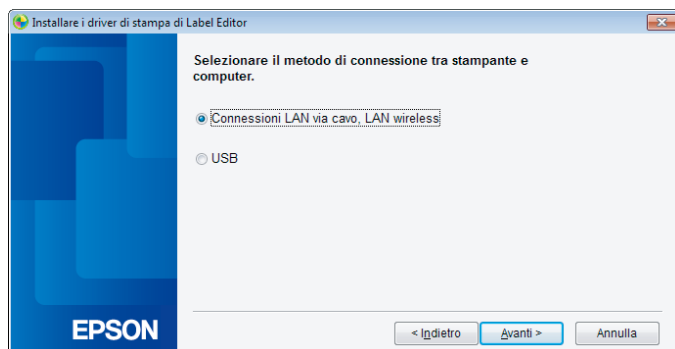 Installare i driver di stampa di Label Editor
Selezionare il metodo di connessione tra stampante e
computer.
Connessioni LAN via cavo, LAN wireless
USB
EPSON
< Indietro
Avanti >
Annulla